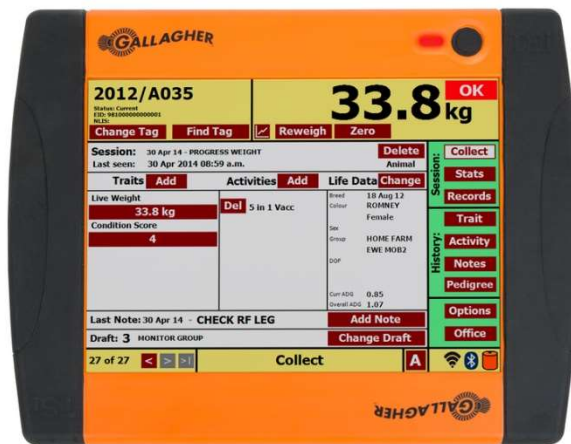 GALLAGHER
2012/A035
Status: Current
EID: 981000000000001
NLIS:
Change Tag Find Tag Reweigh Zero
33.8 kg
OK
Session: 30 Apr 14 - PROGRESS WEIGHT Delete
Last seen: 30 Apr 2014 08:59 a.m. Animal
Traits Add Activities Add Life Data Change
Live Weight
33.8 kg
Condition Score
4
Del 5 in 1 Vacc
Breed 18 Aug 12
Colour ROMNEY
Female
Sex
Group HOME FARM
EWE MOB2
DOF
Curr ADG 0.85
Overall ADG 1.07
Last Note: 30 Apr 14 - CHECK RF LEG Add Note
Draft: 3 MONITOR GROUP Change Draft
27 of 27 < > >| Collect A
Session:
Collect
Stats
Records
History:
Trait
Activity
Notes
Pedigree
Options
Office
GALLAGHER